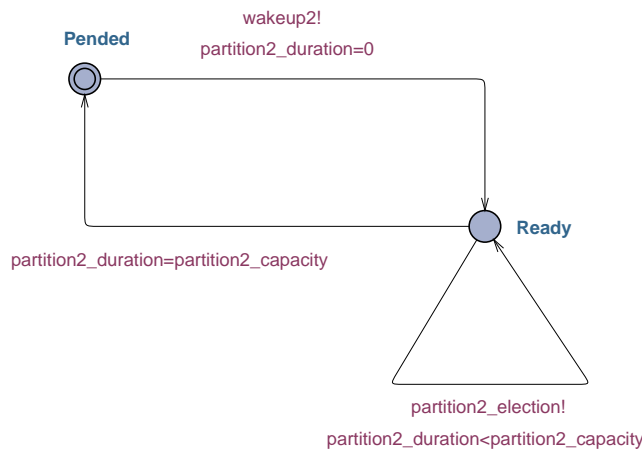 wakeup2!
Pended
partition2_duration=0
Ready
partition2_duration=partition2_capacity
partition2_election!
partition2_duration<partition2_capacity